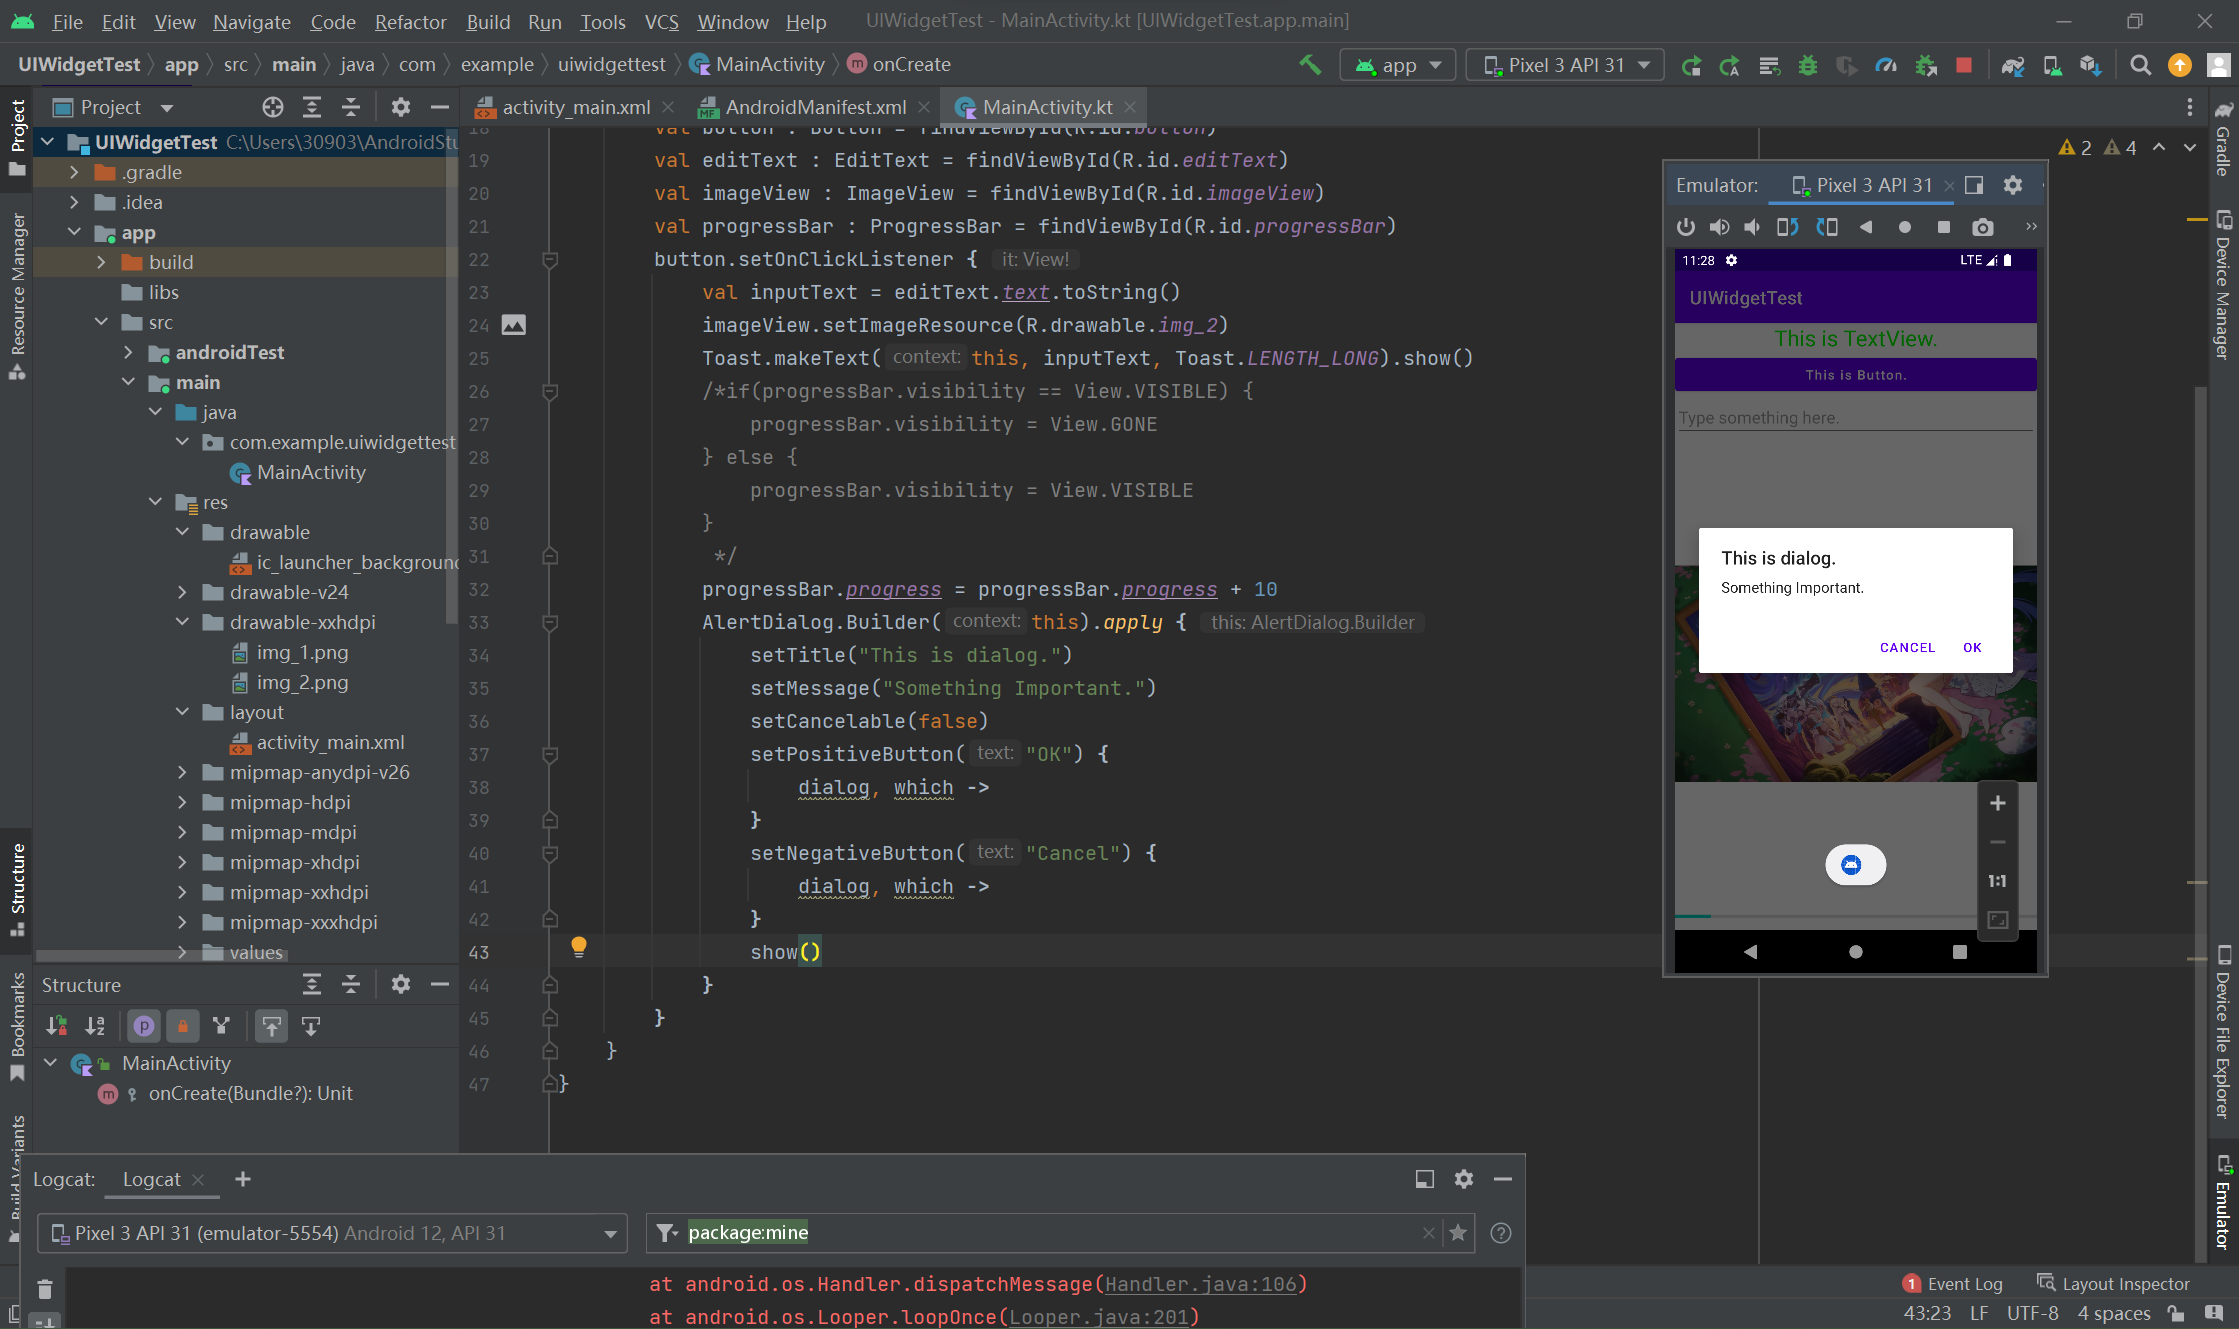 File Edit View Navigate Code Refactor Build Run Tools VCS Window Help UIWidgetTest - MainActivity.kt [UIWidgetTest.app.main]
UIWidgetTest app src main java com example uiwidgettest MainActivity onCreate app Pixel 3 API 31
Project
activity_main.xml AndroidManifest.xml MainActivity.kt
UIWidgetTest C:\Users\30903\AndroidStu
.gradle
.idea
app
build
libs
src
androidTest
main
java
com.example.uiwidgettest
MainActivity
res
drawable
ic_launcher_background
drawable-v24
drawable-xxhdpi
img_1.png
img_2.png
layout
activity_main.xml
mipmap-anydpi-v26
mipmap-hdpi
mipmap-mdpi
mipmap-xhdpi
mipmap-xxhdpi
mipmap-xxxhdpi
values
Structure
MainActivity
onCreate(Bundle?): Unit
Project
Resource Manager
Structure
Bookmarks
Build Variants
18 val button : Button = findViewById(R.id.button)
19 val editText : EditText = findViewById(R.id.editText)
20 val imageView : ImageView = findViewById(R.id.imageView)
21 val progressBar : ProgressBar = findViewById(R.id.progressBar)
22 button.setOnClickListener { it: View!
23 val inputText = editText.text.toString()
24 imageView.setImageResource(R.drawable.img_2)
25 Toast.makeText( context: this, inputText, Toast.LENGTH_LONG).show()
26 /*if(progressBar.visibility == View.VISIBLE) {
27 progressBar.visibility = View.GONE
28 } else {
29 progressBar.visibility = View.VISIBLE
30 }
31 */
32 progressBar.progress = progressBar.progress + 10
33 AlertDialog.Builder( context: this).apply { this: AlertDialog.Builder
34 setTitle("This is dialog.")
35 setMessage("Something Important.")
36 setCancelable(false)
37 setPositiveButton( text: "OK") {
38 dialog, which ->
39 }
40 setNegativeButton( text: "Cancel") {
41 dialog, which ->
42 }
43 show()
44 }
45 }
46 }
47 }
2 4
Emulator: Pixel 3 API 31
11:28 LTE
UIWidgetTest
This is TextView.
This is Button.
Type something here.
This is dialog.
Something Important.
CANCEL OK
1:1
Gradle
Device Manager
Device File Explorer
Emulator
Logcat: Logcat
Pixel 3 API 31 (emulator-5554) Android 12, API 31 package:mine
at android.os.Handler.dispatchMessage(Handler.java:106)
at android.os.Looper.loopOnce(Looper.java:201)
1 Event Log Layout Inspector
43:23 LF UTF-8 4 spaces